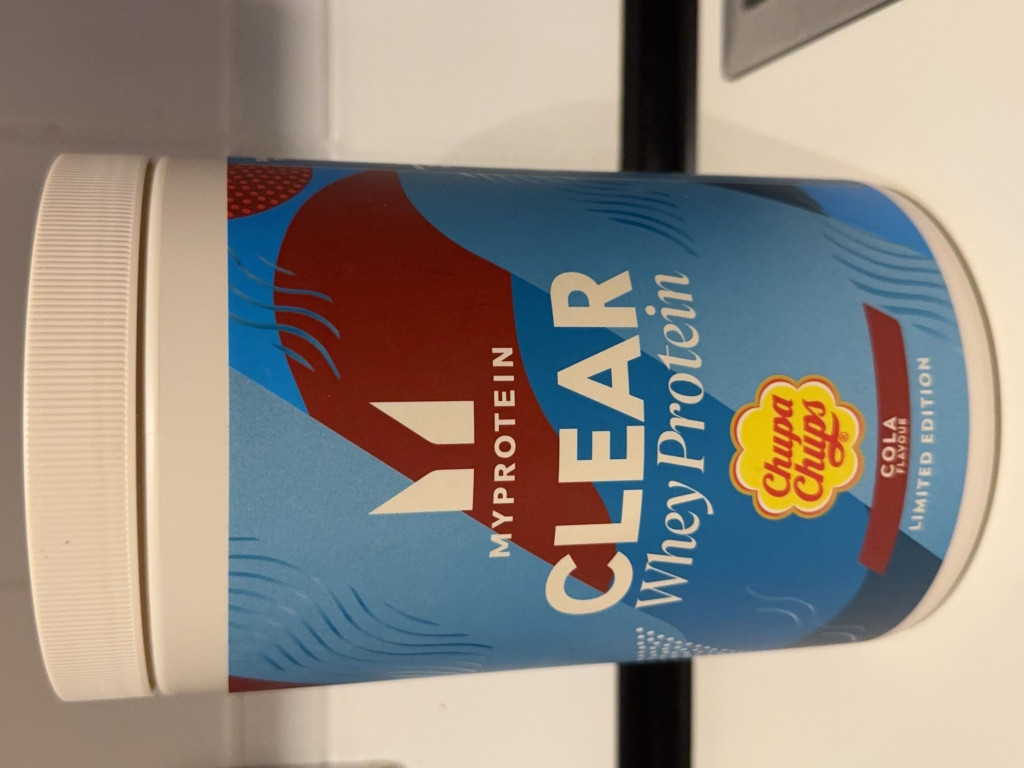 MYPROTEIN
CLEAR
Whey Protein
Chupa
Chups®
COLA
FLAVOUR
LIMITED EDITION